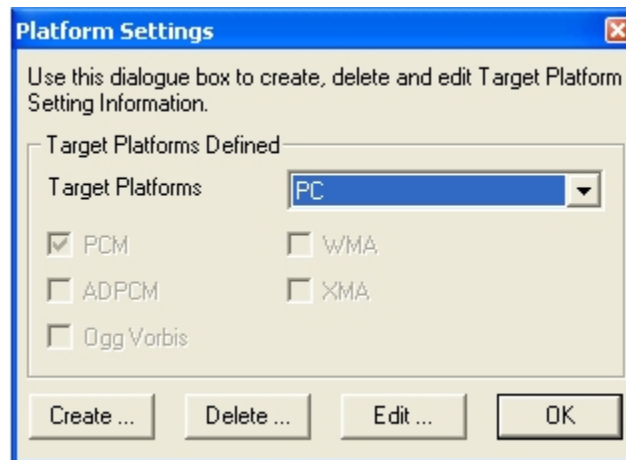 Platform Settings
Use this dialogue box to create, delete and edit Target Platform
Setting Information.
Target Platforms Defined
Target Platforms
PC
PCM
WMA
ADPCM
XMA
Ogg Vorbis
Create ...
Delete ...
Edit ...
OK